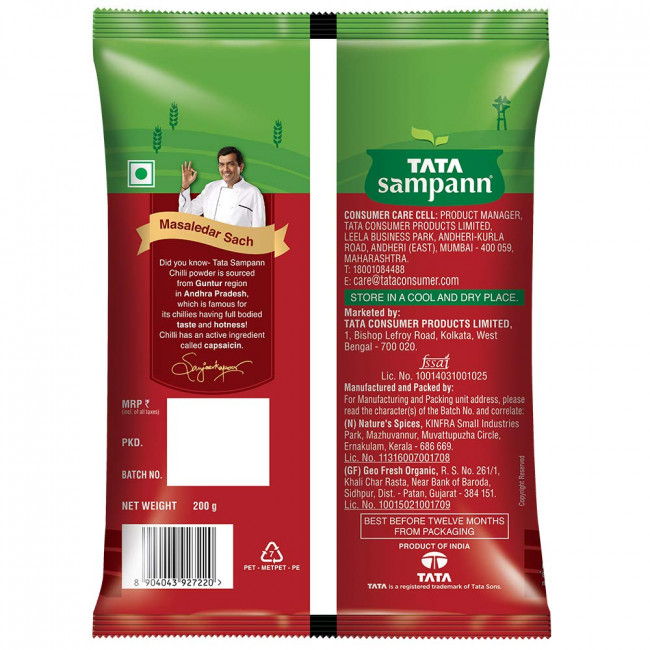 Masaledar Sach
Did you know- Tata Sampann
Chilli powder is sourced
from Guntur region
in Andhra Pradesh,
which is famous for
its chillies having full bodied
taste and hotness!
Chilli has an active ingredient
called capsaicin.
Sanjeev Kapoor
MRP ₹
(incl. of all taxes)
PKD.
BATCH NO.
NET WEIGHT 200 g
8 904043 927220
7
PET - METPET - PE
TATA
sampann
CONSUMER CARE CELL: PRODUCT MANAGER,
TATA CONSUMER PRODUCTS LIMITED,
LEELA BUSINESS PARK, ANDHERI-KURLA
ROAD, ANDHERI (EAST), MUMBAI - 400 059,
MAHARASHTRA.
T: 18001084488
E: care@tataconsumer.com
STORE IN A COOL AND DRY PLACE.
Marketed by:
TATA CONSUMER PRODUCTS LIMITED,
1, Bishop Lefroy Road, Kolkata, West
Bengal - 700 020.
fssai
Lic. No. 10014031001025
Manufactured and Packed by:
For Manufacturing and Packing unit address, please
read the character(s) of the Batch No. and correlate:
(N) Nature's Spices, KINFRA Small Industries
Park, Mazhuvannur, Muvattupuzha Circle,
Ernakulam, Kerala - 686 669.
Lic. No. 11316007001708
(GF) Geo Fresh Organic, R. S. No. 261/1,
Khali Char Rasta, Near Bank of Baroda,
Sidhpur, Dist. - Patan, Gujarat - 384 151.
Lic. No. 10015021001709
Copyright Reserved
BEST BEFORE TWELVE MONTHS
FROM PACKAGING
PRODUCT OF INDIA
TATA
TATA is a registered trademark of Tata Sons.